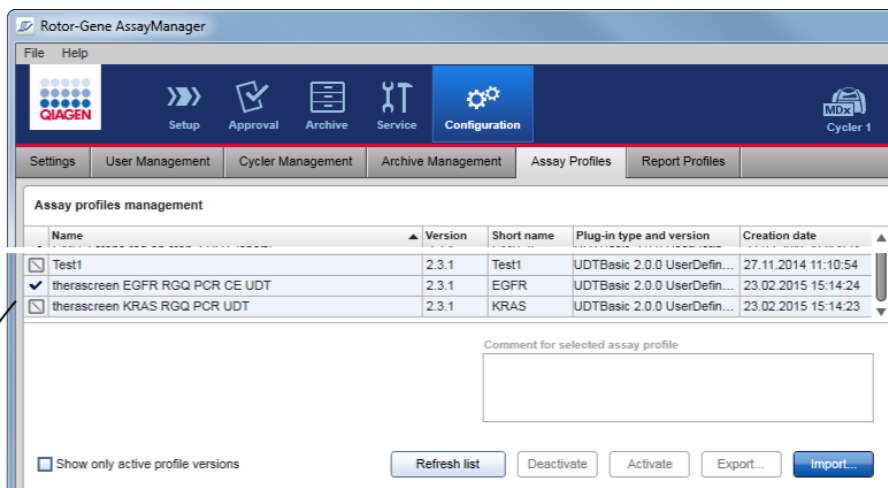 Rotor-Gene AssayManager
File Help
QIAGEN
Setup Approval Archive Service Configuration
MDx
Cycler 1
Settings User Management Cycler Management Archive Management Assay Profiles Report Profiles
Assay profiles management
Name Version Short name Plug-in type and version Creation date
Test1 2.3.1 Test1 UDTBasic 2.0.0 UserDefin... 27.11.2014 11:10:54
therascreen EGFR RGQ PCR CE UDT 2.3.1 EGFR UDTBasic 2.0.0 UserDefin... 23.02.2015 15:14:24
therascreen KRAS RGQ PCR UDT 2.3.1 KRAS UDTBasic 2.0.0 UserDefin... 23.02.2015 15:14:23
Comment for selected assay profile
Show only active profile versions Refresh list Deactivate Activate Export... Import...